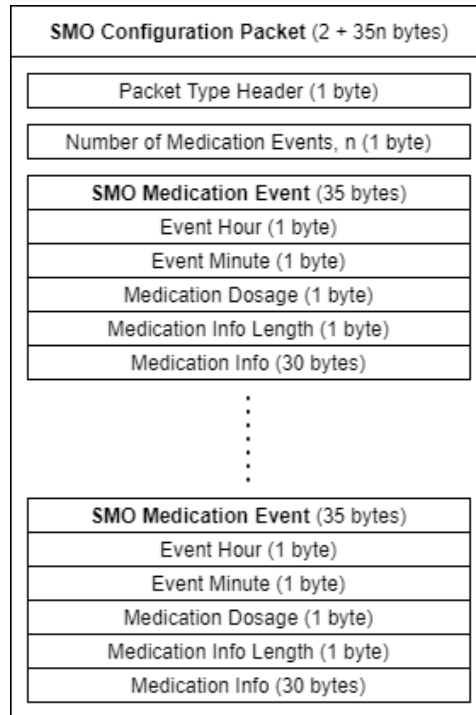 SMO Configuration Packet (2 + 35n bytes)
Packet Type Header (1 byte)
Number of Medication Events, n (1 byte)
SMO Medication Event (35 bytes)
Event Hour (1 byte)
Event Minute (1 byte)
Medication Dosage (1 byte)
Medication Info Length (1 byte)
Medication Info (30 bytes)
SMO Medication Event (35 bytes)
Event Hour (1 byte)
Event Minute (1 byte)
Medication Dosage (1 byte)
Medication Info Length (1 byte)
Medication Info (30 bytes)